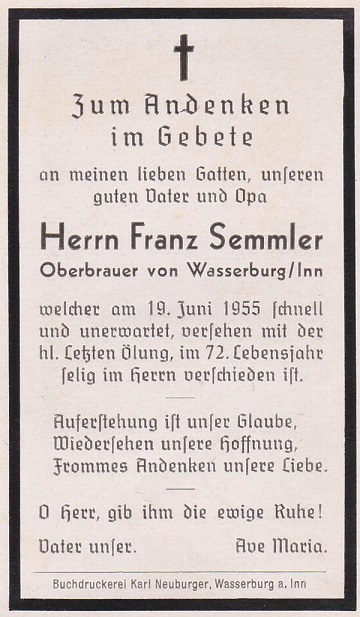 Zum Andenken
im Gebete
an meinen lieben Gatten, unseren
guten Vater und Opa
Herrn Franz Semmler
Oberbrauer von Wasserburg/Inn
welcher am 19. Juni 1955 schnell
und unerwartet, versehen mit der
hl. Letzten Ölung, im 72. Lebensjahr
selig im Herrn verschieden ist.
Auferstehung ist unser Glaube,
Wiedersehen unsere Hoffnung,
Frommes Andenken unsere Liebe.
O Herr, gib ihm die ewige Ruhe!
Vater unser. Ave Maria.
Buchdruckerei Karl Neuburger, Wasserburg a. Inn